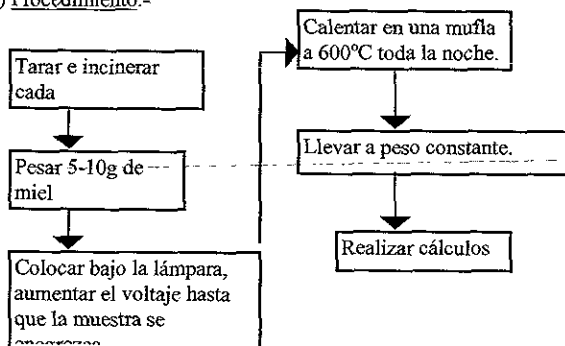 Procedimiento.-
Tarar e incinerar
cada
Pesar 5-10g de
miel
Colocar bajo la lámpara,
aumentar el voltaje hasta
que la muestra se
Calentar en una mufla
a 600ºC toda la noche.
Llevar a peso constante.
Realizar cálculos